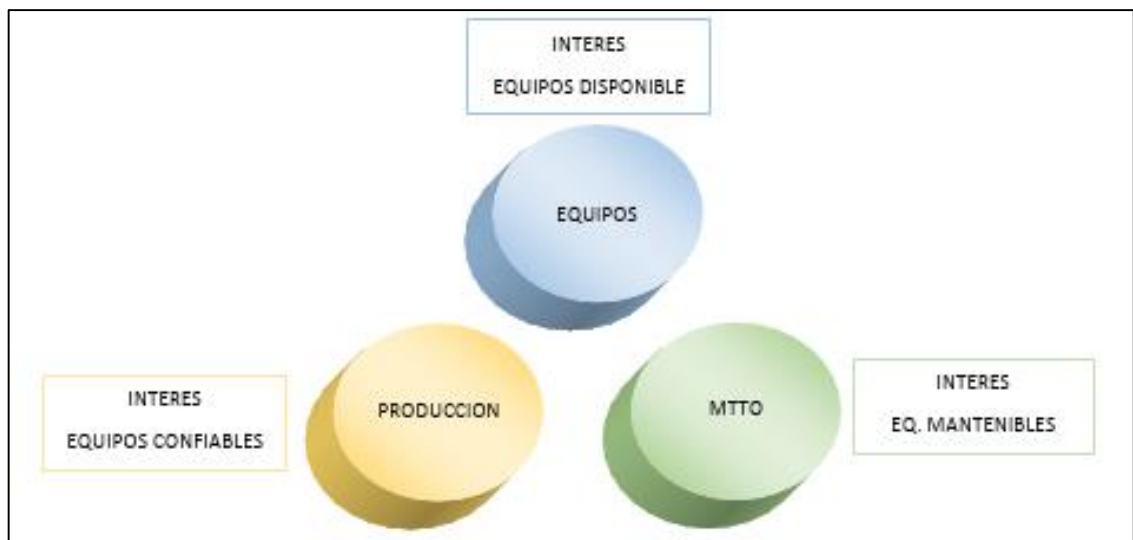 INTERES
EQUIPOS DISPONIBLE
EQUIPOS
INTERES
EQUIPOS CONFIABLES
PRODUCCION
MTTO
INTERES
EQ. MANTENIBLES